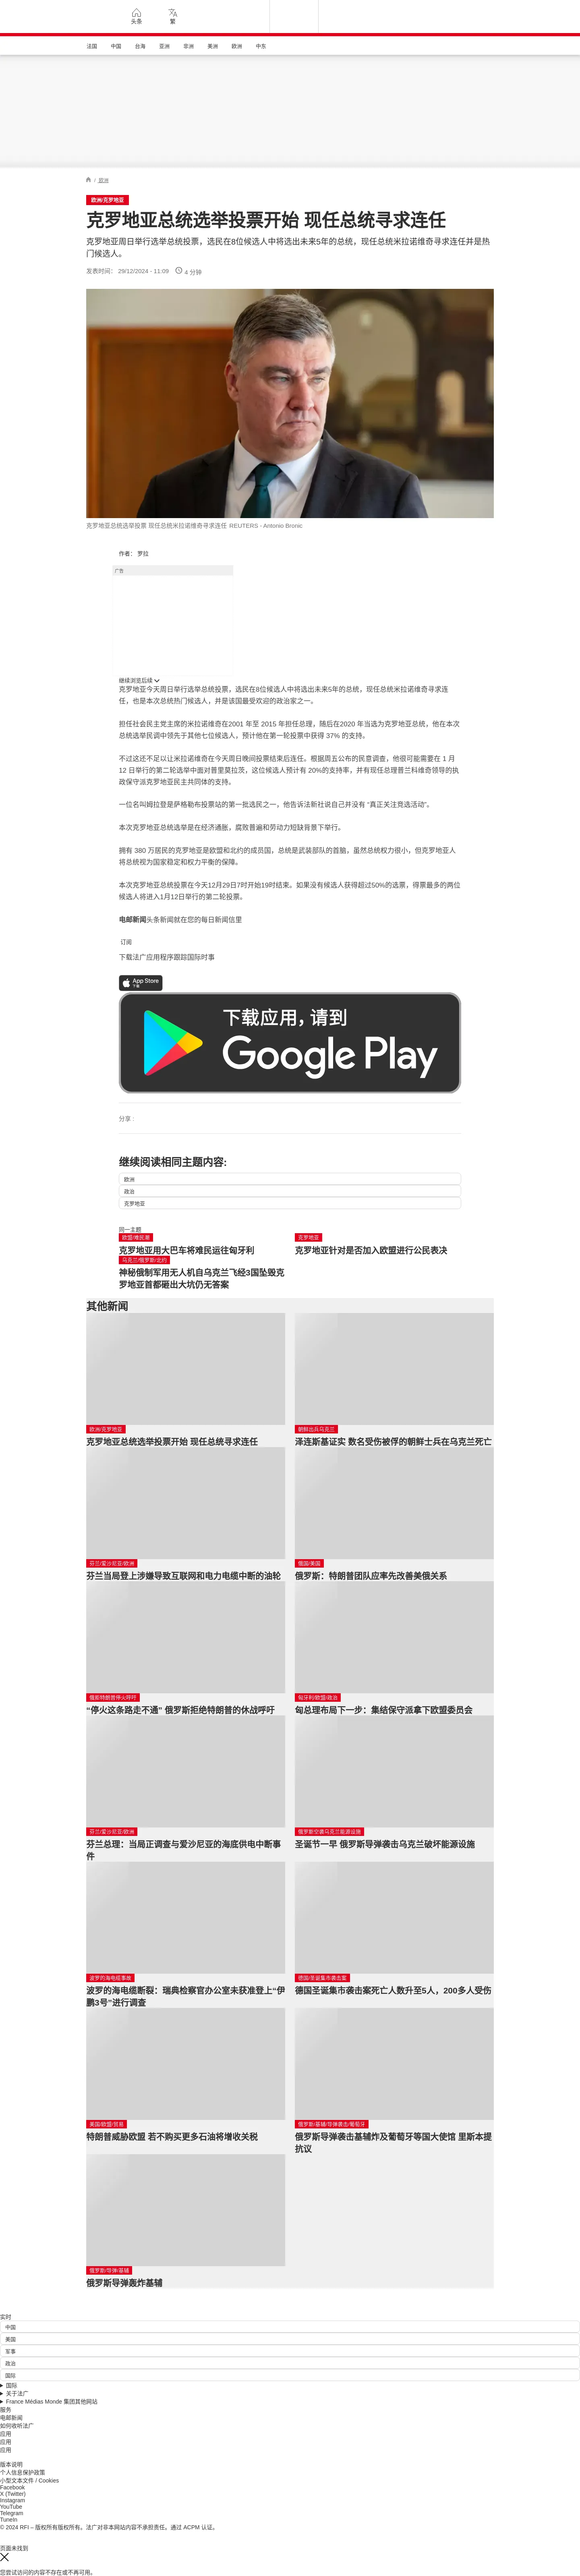 头条
繁
法国
中国
台海
亚洲
非洲
美洲
欧洲
中东
/ 欧洲
欧洲/克罗地亚
克罗地亚总统选举投票开始 现任总统寻求连任
克罗地亚周日举行选举总统投票，选民在8位候选人中将选出未来5年的总统，现任总统米拉诺维奇寻求连任并是热
门候选人。
发表时间： 29/12/2024 - 11:09 4 分钟
克罗地亚总统选举投票 现任总统米拉诺维奇寻求连任 REUTERS - Antonio Bronic
作者： 罗拉
广告
继续浏览后续
克罗地亚今天周日举行选举总统投票，选民在8位候选人中将选出未来5年的总统，现任总统米拉诺维奇寻求连
任，也是本次总统热门候选人，并是该国最受欢迎的政治家之一。
担任社会民主党主席的米拉诺维奇在2001 年至 2015 年担任总理，随后在2020 年当选为克罗地亚总统，他在本次
总统选举民调中领先于其他七位候选人，预计他在第一轮投票中获得 37% 的支持。
不过这还不足以让米拉诺维奇在今天周日晚间投票结束后连任。根据周五公布的民意调查，他很可能需要在 1 月
12 日举行的第二轮选举中面对普里莫拉茨，这位候选人预计有 20%的支持率，并有现任总理普兰科维奇领导的执
政保守派克罗地亚民主共同体的支持。
一位名叫姆拉登是萨格勒布投票站的第一批选民之一，他告诉法新社说自己并没有 “真正关注竞选活动”。
本次克罗地亚总统选举是在经济通胀，腐败普遍和劳动力短缺背景下举行。
拥有 380 万居民的克罗地亚是欧盟和北约的成员国，总统是武装部队的首脑，虽然总统权力很小，但克罗地亚人
将总统视为国家稳定和权力平衡的保障。
本次克罗地亚总统投票在今天12月29日7时开始19时结束。如果没有候选人获得超过50%的选票，得票最多的两位
候选人将进入1月12日举行的第二轮投票。
电邮新闻头条新闻就在您的每日新闻信里
订阅
下载法广应用程序跟踪国际时事
App Store
下载
下载应用，请到
Google Play
分享 :
继续阅读相同主题内容:
欧洲
政治
克罗地亚
同一主题
欧盟/难民潮
克罗地亚用大巴车将难民运往匈牙利
克罗地亚
克罗地亚针对是否加入欧盟进行公民表决
乌克兰/俄罗斯/北约
神秘俄制军用无人机自乌克兰飞经3国坠毁克
罗地亚首都砸出大坑仍无答案
其他新闻
欧洲/克罗地亚
克罗地亚总统选举投票开始 现任总统寻求连任
朝鲜出兵乌克兰
泽连斯基证实 数名受伤被俘的朝鲜士兵在乌克兰死亡
芬兰/爱沙尼亚/欧洲
芬兰当局登上涉嫌导致互联网和电力电缆中断的油轮
俄国/美国
俄罗斯：特朗普团队应率先改善美俄关系
俄拒特朗普停火呼吁
“停火这条路走不通” 俄罗斯拒绝特朗普的休战呼吁
匈牙利/欧盟/政治
匈总理布局下一步：集结保守派拿下欧盟委员会
芬兰/爱沙尼亚/欧洲
芬兰总理：当局正调查与爱沙尼亚的海底供电中断事
件
俄罗斯空袭乌克兰能源设施
圣诞节一早 俄罗斯导弹袭击乌克兰破坏能源设施
波罗的海电缆事故
波罗的海电缆断裂：瑞典检察官办公室未获准登上“伊
鹏3号”进行调查
德国/圣诞集市袭击案
德国圣诞集市袭击案死亡人数升至5人，200多人受伤
美国/欧盟/贸易
特朗普威胁欧盟 若不购买更多石油将增收关税
俄罗斯/基辅/导弹袭击/葡萄牙
俄罗斯导弹袭击基辅炸及葡萄牙等国大使馆 里斯本提
抗议
俄罗斯/导弹/基辅
俄罗斯导弹轰炸基辅
实时
中国
美国
军事
政治
国际
国际
关于法广
France Médias Monde 集团其他网站
服务
电邮新闻
如何收听法广
应用
应用
应用
版本说明
个人信息保护政策
小型文本文件 / Cookies
Facebook
X (Twitter)
Instagram
YouTube
Telegram
TuneIn
© 2024 RFI – 版权所有版权所有。法广对非本网站内容不承担责任。通过 ACPM 认证。
页面未找到
您尝试访问的内容不存在或不再可用。